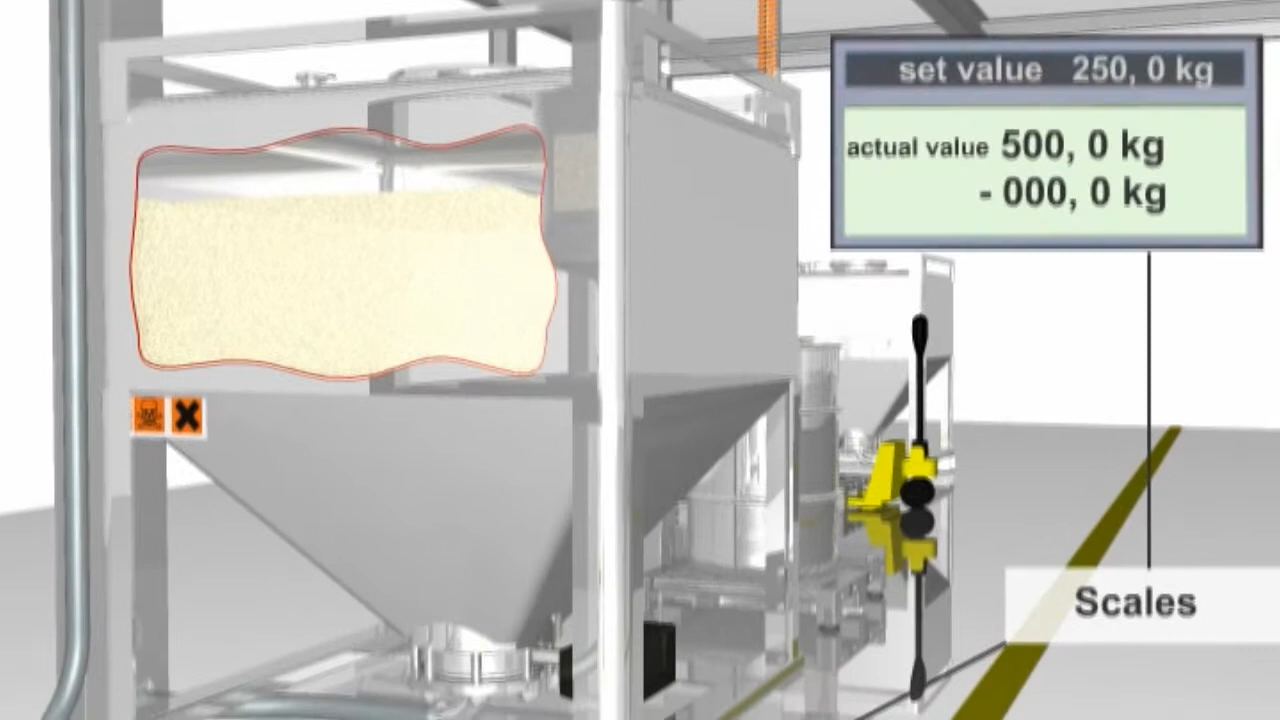 set value 250, 0 kg
actual value 500, 0 kg
- 000, 0 kg
Scales